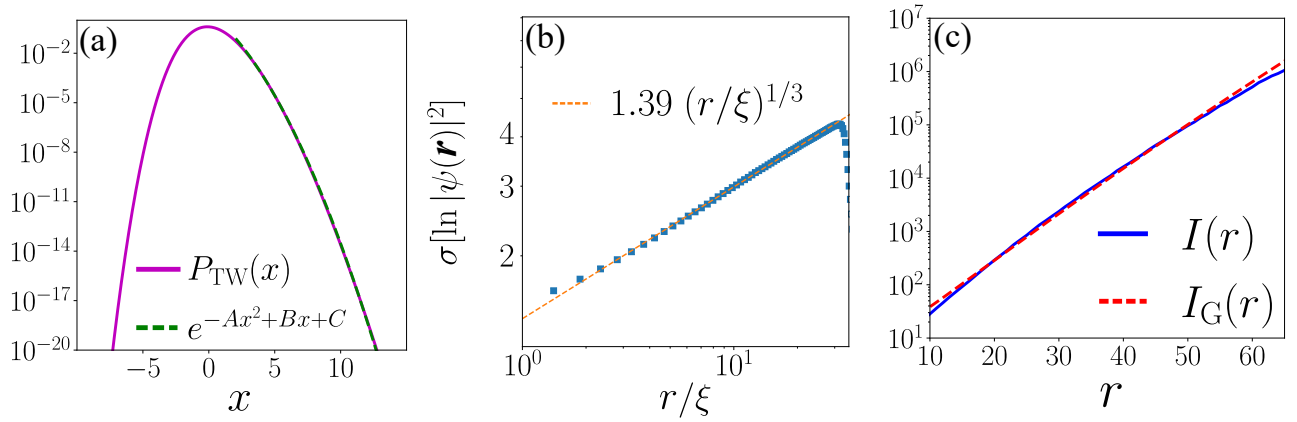 (a)
10^{-2}
10^{-5}
10^{-8}
10^{-11}
10^{-14}
10^{-17}
10^{-20}
P_{TW}(x)
e^{-Ax^2+Bx+C}
-5 0 5 10
x
(b)
σ[ln |ψ(r)|^2]
4
3
2
1.39 (r/ξ)^{1/3}
10^0 10^1
r/ξ
(c)
10^7
10^6
10^5
10^4
10^3
10^2
10^1
I(r)
I_G(r)
10 20 30 40 50 60
r